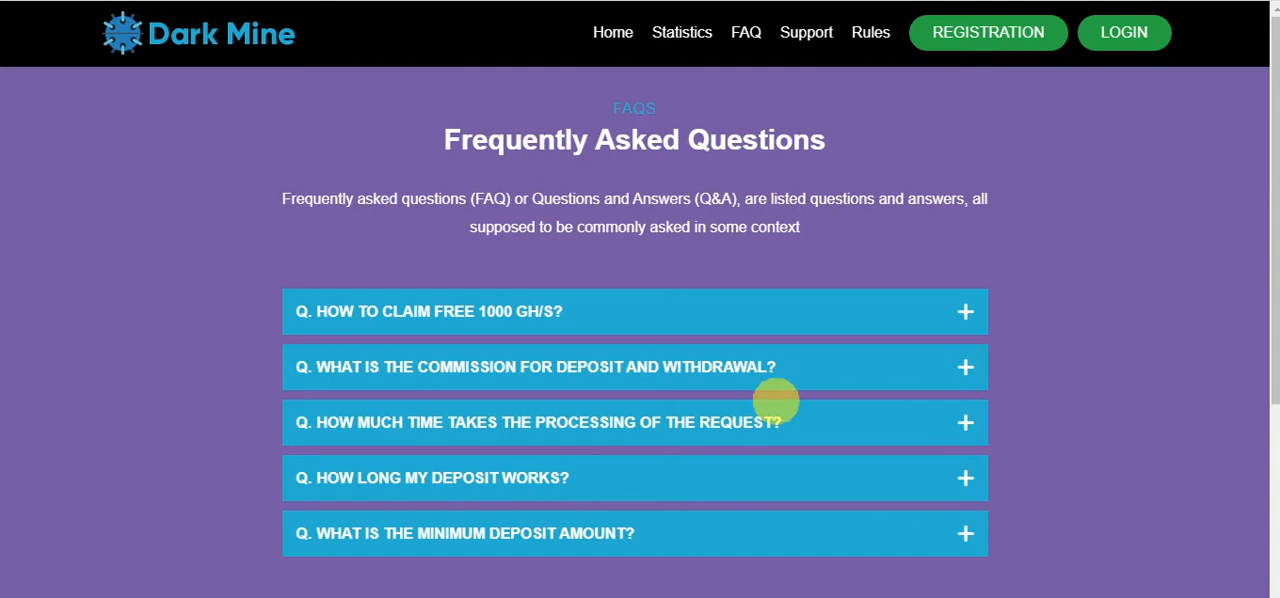 Dark Mine
Home Statistics FAQ Support Rules REGISTRATION LOGIN
FAQS
Frequently Asked Questions
Frequently asked questions (FAQ) or Questions and Answers (Q&A), are listed questions and answers, all
supposed to be commonly asked in some context
Q. HOW TO CLAIM FREE 1000 GH/S?
Q. WHAT IS THE COMMISSION FOR DEPOSIT AND WITHDRAWAL?
Q. HOW MUCH TIME TAKES THE PROCESSING OF THE REQUEST?
Q. HOW LONG MY DEPOSIT WORKS?
Q. WHAT IS THE MINIMUM DEPOSIT AMOUNT?